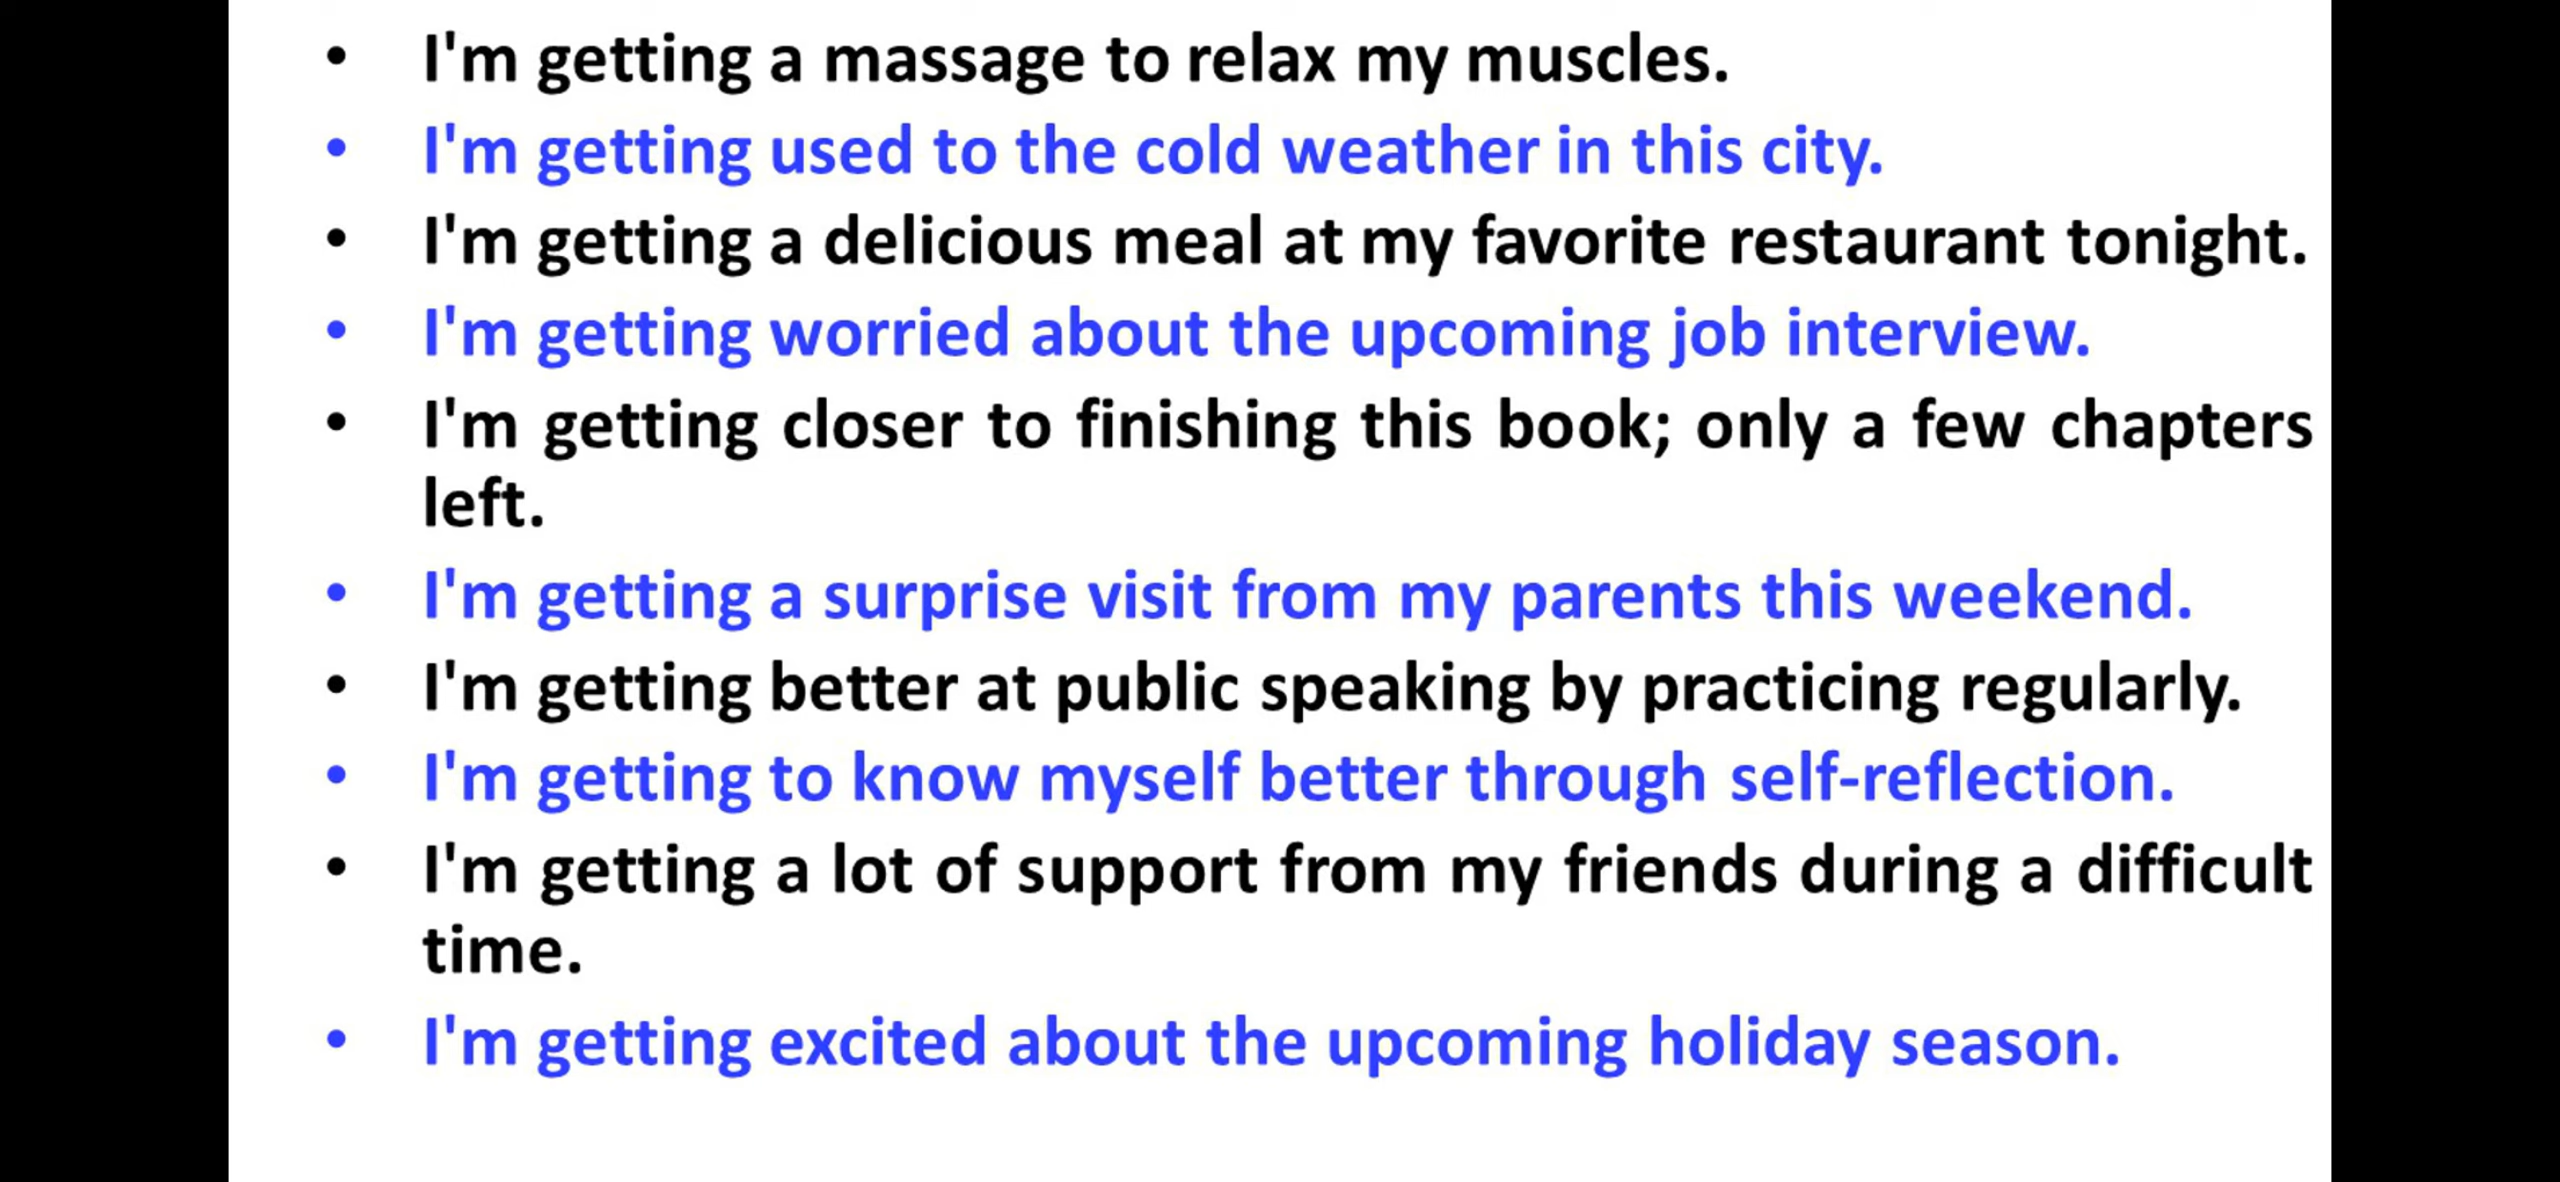 • I'm getting a massage to relax my muscles.
• I'm getting used to the cold weather in this city.
• I'm getting a delicious meal at my favorite restaurant tonight.
• I'm getting worried about the upcoming job interview.
• I'm getting closer to finishing this book; only a few chapters
left.
• I'm getting a surprise visit from my parents this weekend.
• I'm getting better at public speaking by practicing regularly.
• I'm getting to know myself better through self-reflection.
• I'm getting a lot of support from my friends during a difficult
time.
• I'm getting excited about the upcoming holiday season.